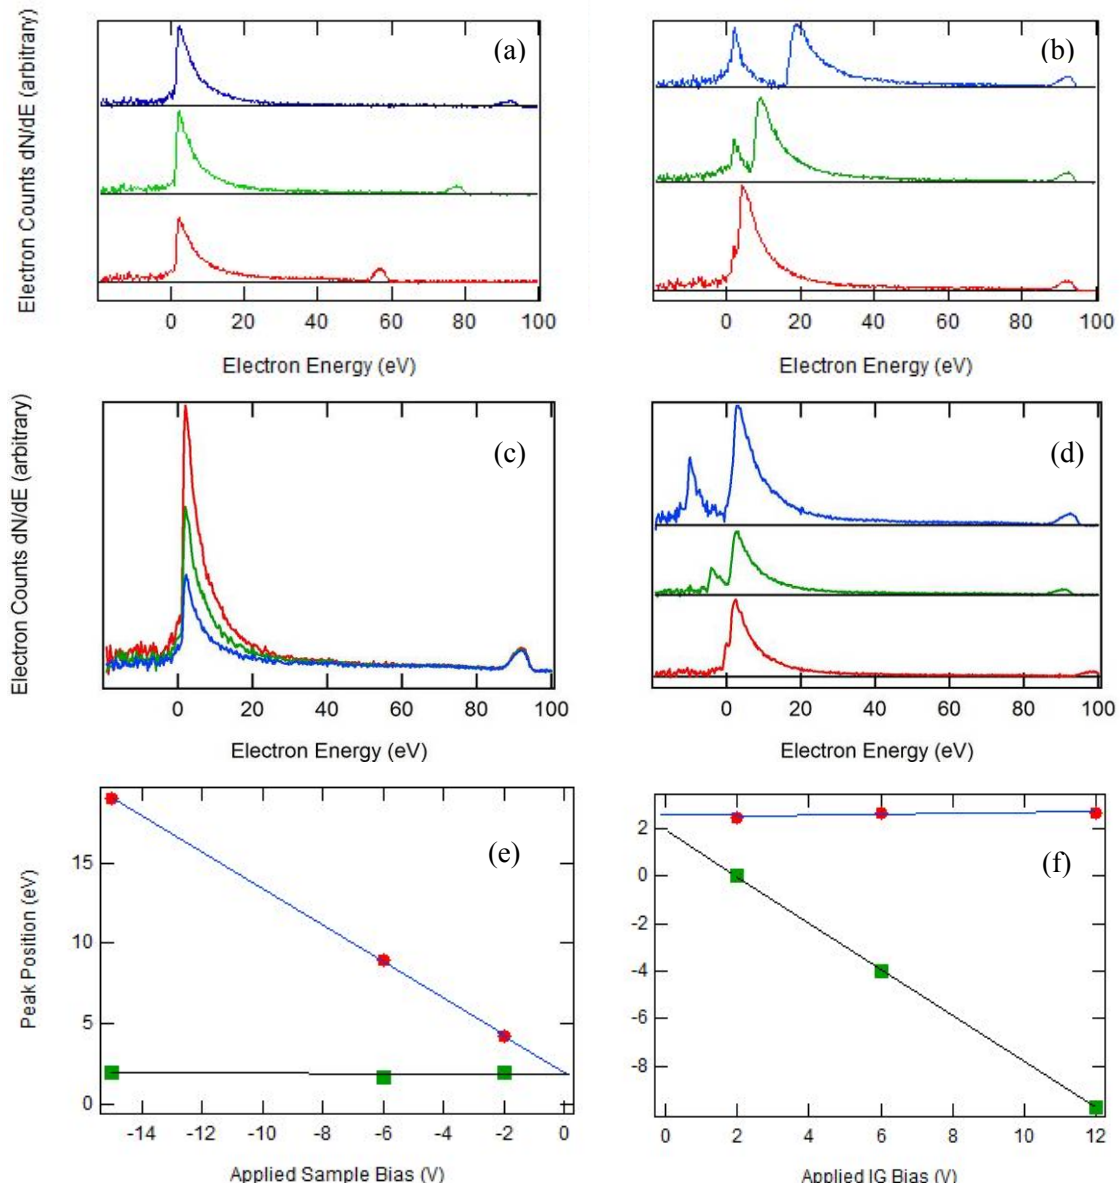 Electron Counts dN/dE (arbitrary)
(a)
0 20 40 60 80 100
Electron Energy (eV)
(b)
0 20 40 60 80 100
Electron Energy (eV)
Electron Counts dN/dE (arbitrary)
(c)
0 20 40 60 80 100
Electron Energy (eV)
(d)
0 20 40 60 80 100
Electron Energy (eV)
Peak Position (eV)
15
10
5
0
(e)
-14 -12 -10 -8 -6 -4 -2 0
Applied Sample Bias (V)
2
0
-2
-4
-6
-8
(f)
0 2 4 6 8 10 12
Applied IG Bias (V)